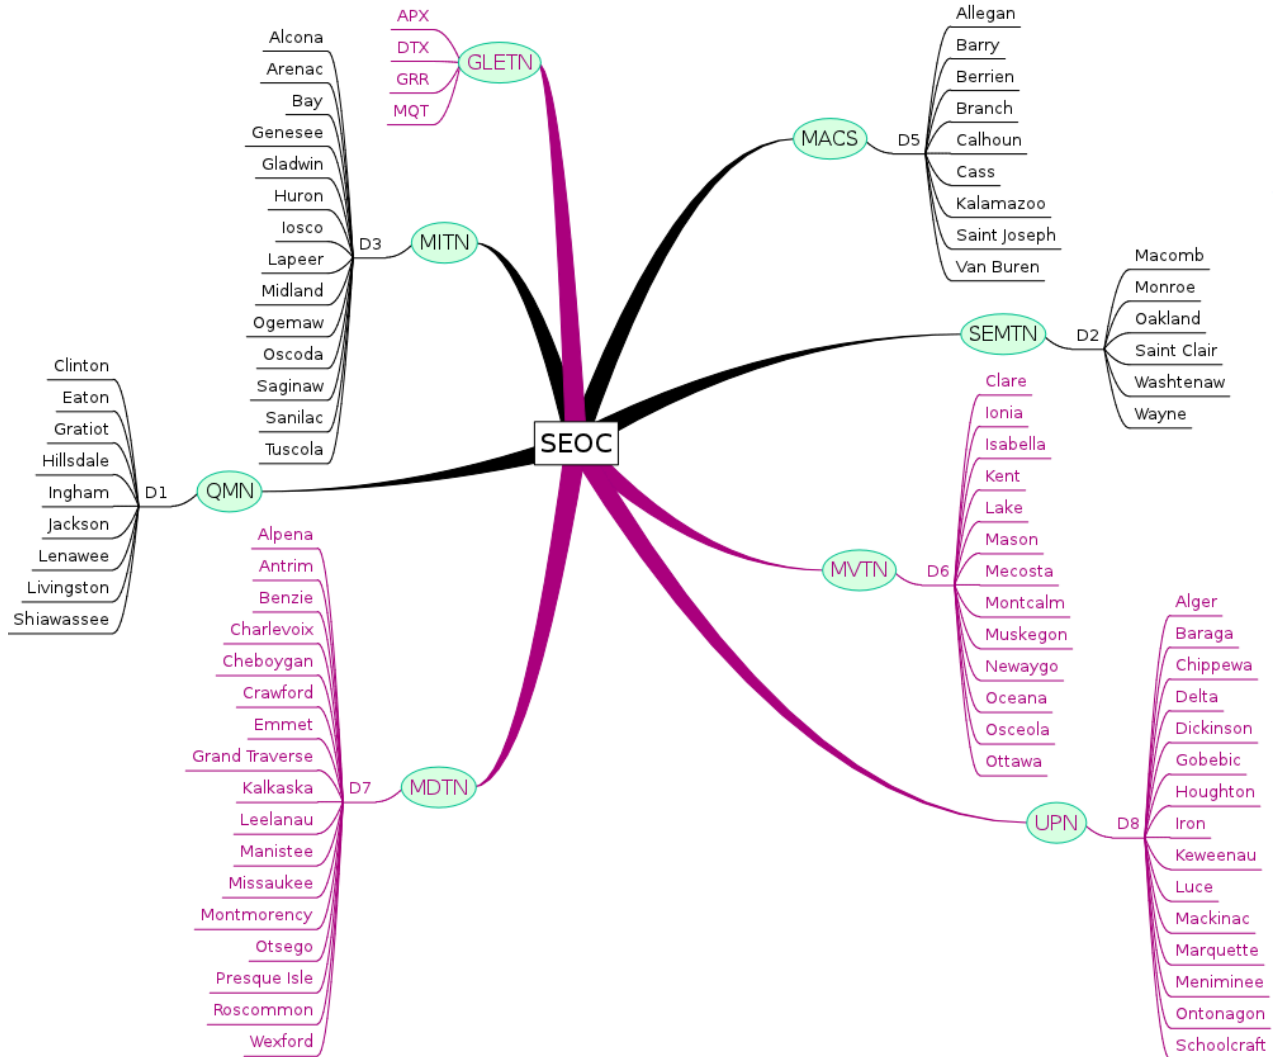 SEOC
GLETN
APX
DTX
GRR
MQT
MITN
D3
Alcona
Arenac
Bay
Genesee
Gladwin
Huron
Iosco
Lapeer
Midland
Ogemaw
Oscoda
Saginaw
Sanilac
Tuscola
QMN
D1
Clinton
Eaton
Gratiot
Hillsdale
Ingham
Jackson
Lenawee
Livingston
Shiawassee
MDTN
D7
Alpena
Antrim
Benzie
Charlevoix
Cheboygan
Crawford
Emmet
Grand Traverse
Kalkaska
Leelanau
Manistee
Missaukee
Montmorency
Otsego
Presque Isle
Roscommon
Wexford
MACS
D5
Allegan
Barry
Berrien
Branch
Calhoun
Cass
Kalamazoo
Saint Joseph
Van Buren
SEMTN
D2
Macomb
Monroe
Oakland
Saint Clair
Washtenaw
Wayne
MVTN
D6
Clare
Ionia
Isabella
Kent
Lake
Mason
Mecosta
Montcalm
Muskegon
Newaygo
Oceana
Osceola
Ottawa
UPN
D8
Alger
Baraga
Chippewa
Delta
Dickinson
Gobebic
Houghton
Iron
Keweenau
Luce
Mackinac
Marquette
Meniminee
Ontonagon
Schoolcraft